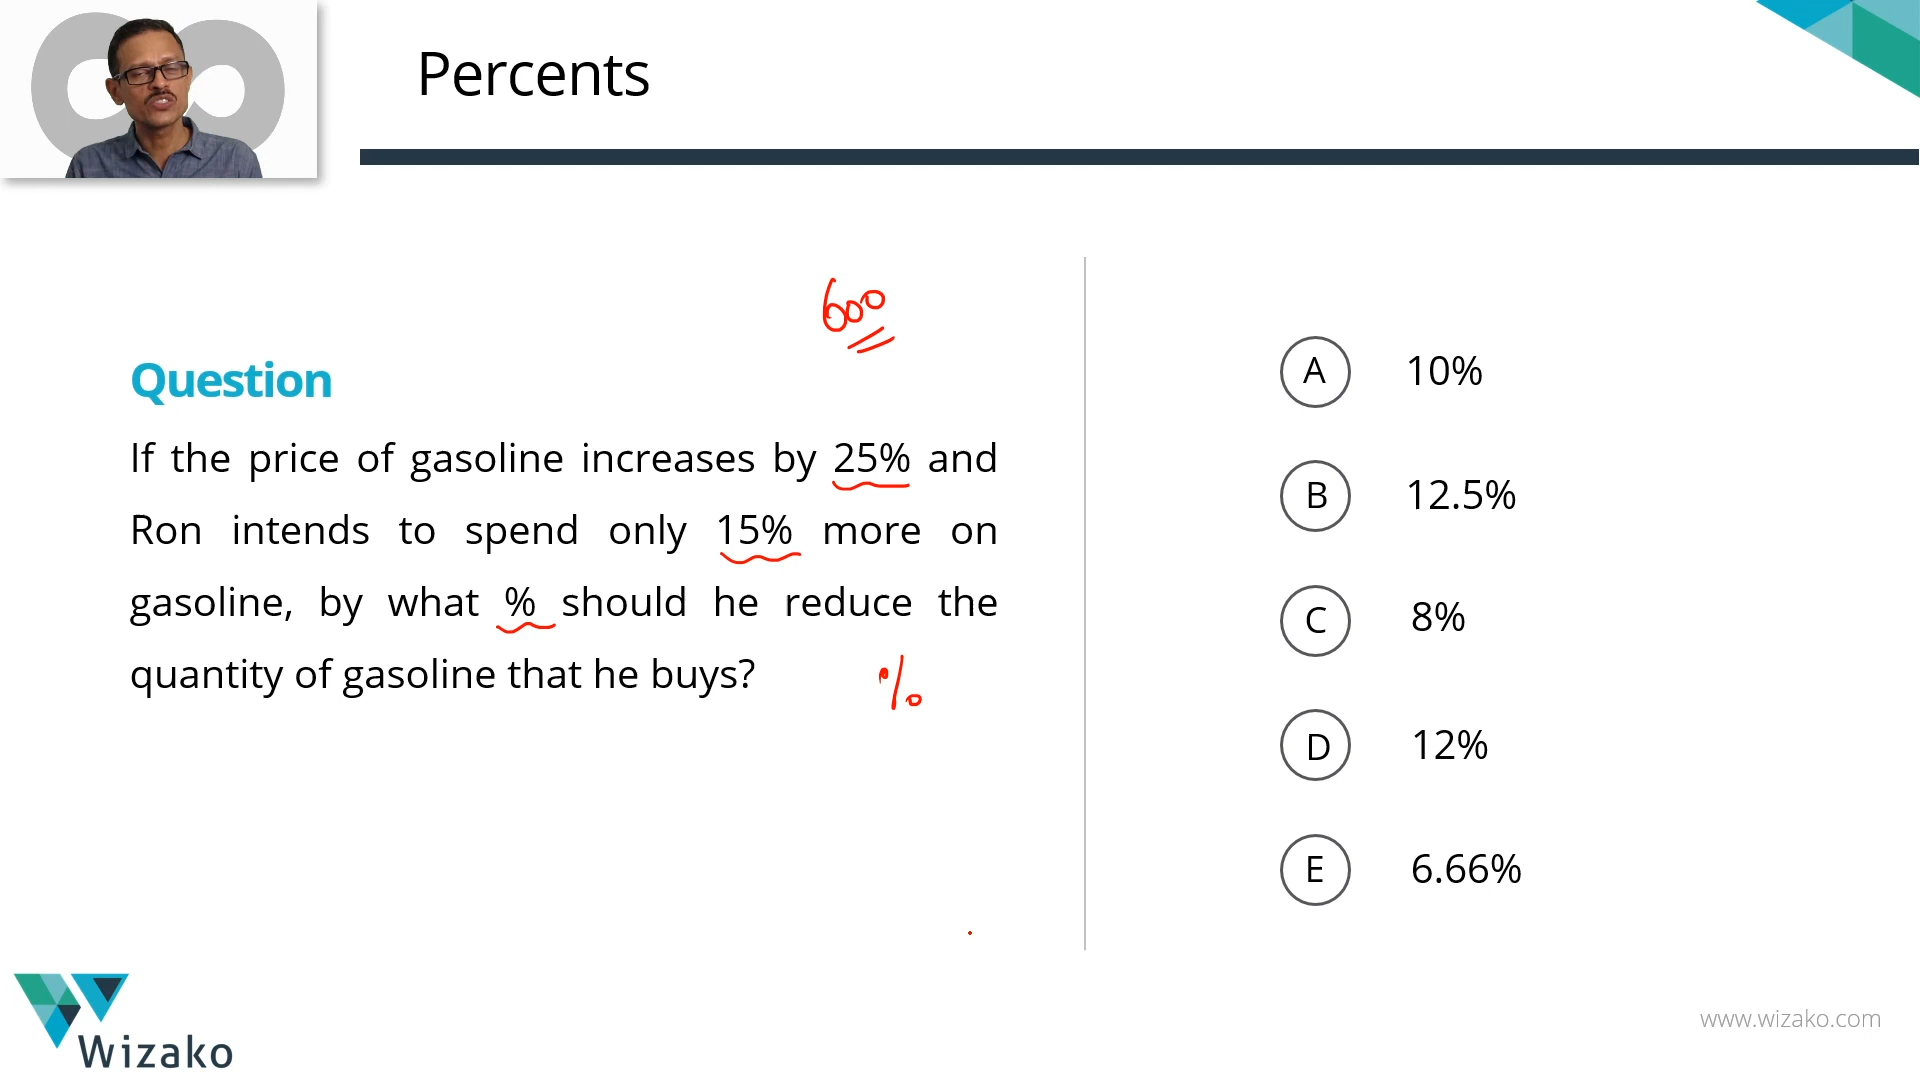 Percents
600
Question
If the price of gasoline increases by 25% and
Ron intends to spend only 15% more on
gasoline, by what % should he reduce the
quantity of gasoline that he buys?
%
A 10%
B 12.5%
C 8%
D 12%
E 6.66%
Wizako
www.wizako.com